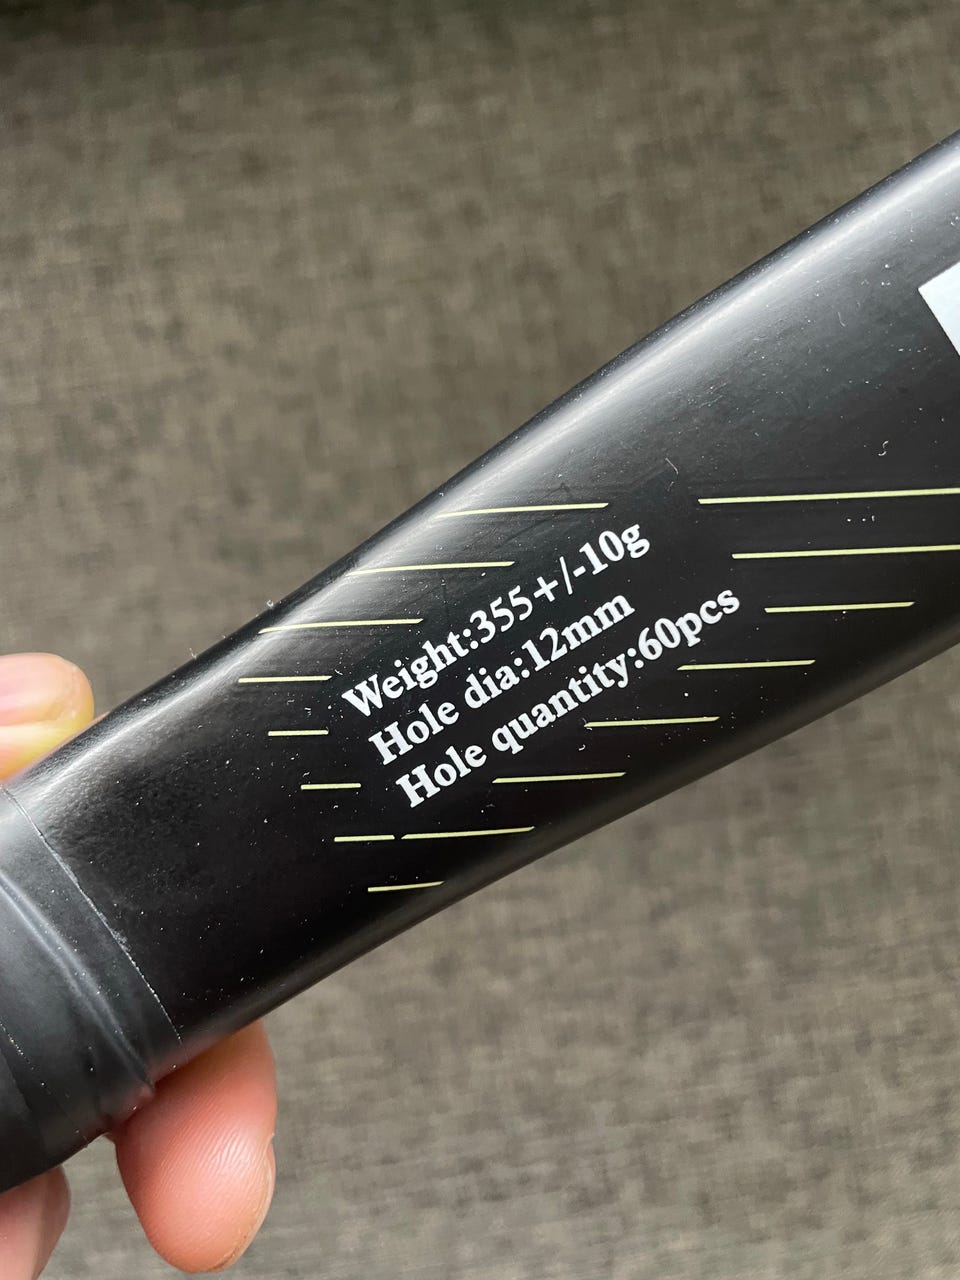 Weight:355+/-10g
Hole dia:12mm
Hole quantity:60pcs